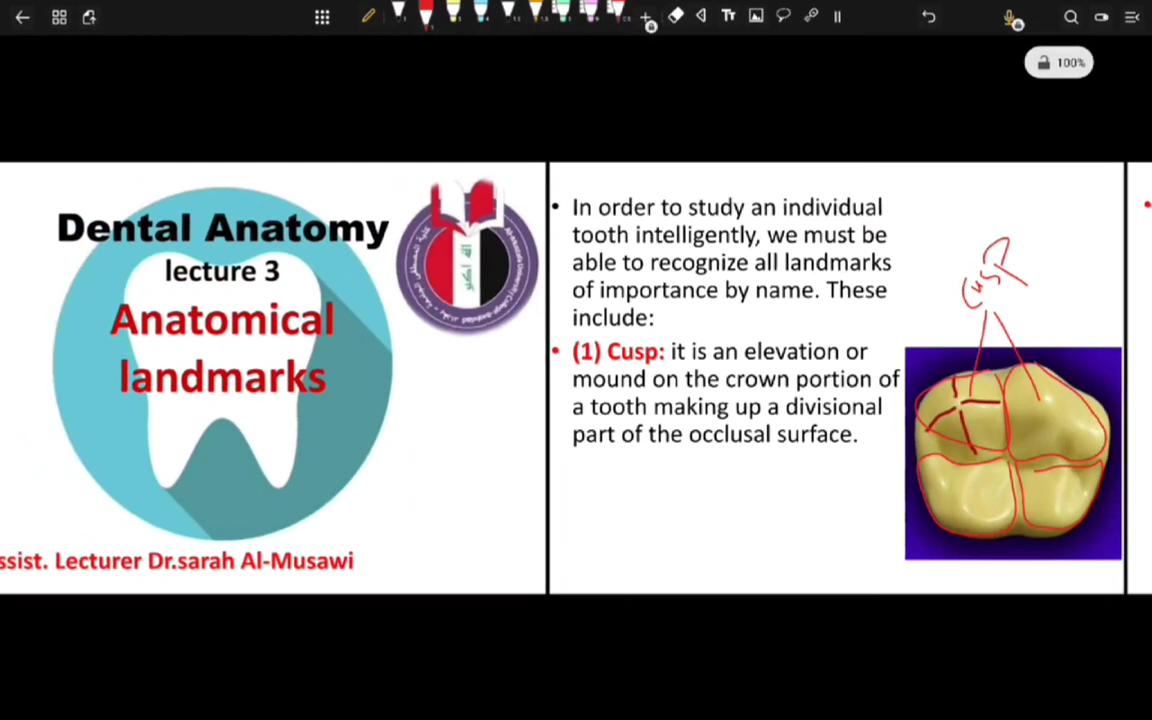 100%
Dental Anatomy
lecture 3
Anatomical
landmarks
ssist. Lecturer Dr.sarah Al-Musawi
• In order to study an individual
tooth intelligently, we must be
able to recognize all landmarks
of importance by name. These
include:
• (1) Cusp: it is an elevation or
mound on the crown portion of
a tooth making up a divisional
part of the occlusal surface.
Cusp